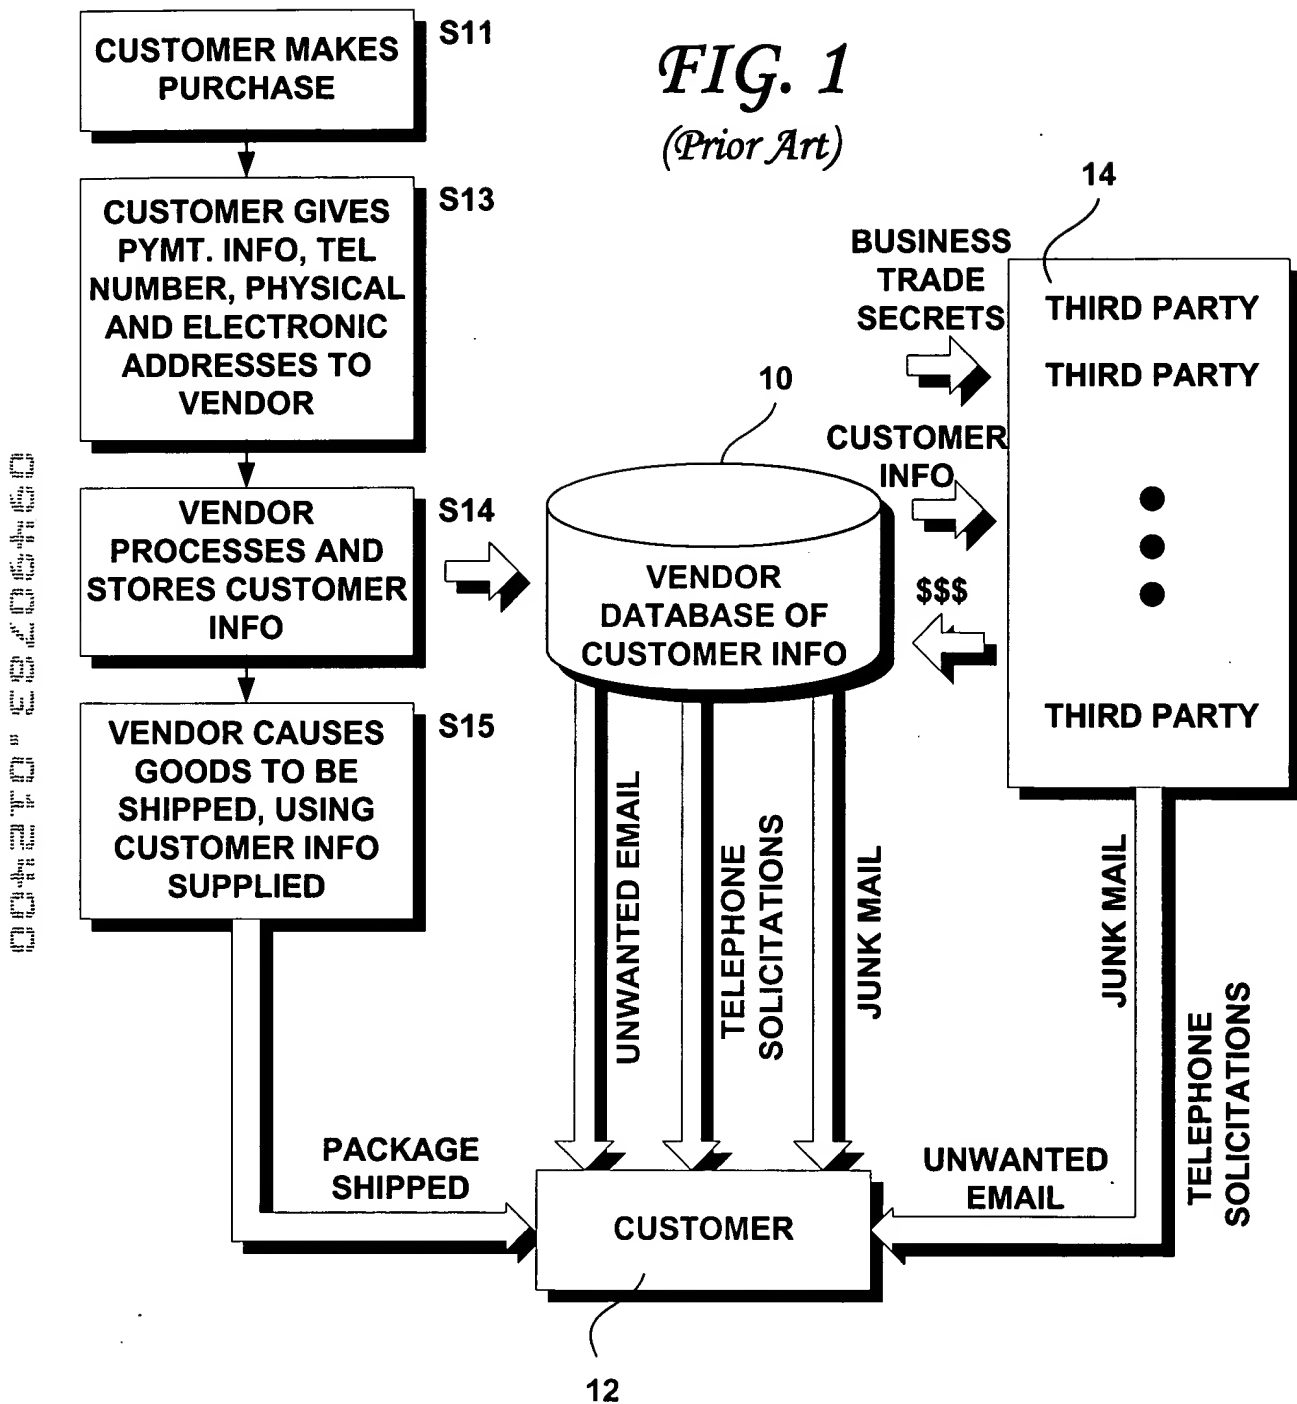 CUSTOMER MAKES
PURCHASE
S11
FIG. 1
(Prior Art)
CUSTOMER GIVES
PYMT. INFO, TEL
NUMBER, PHYSICAL
AND ELECTRONIC
ADDRESSES TO
VENDOR
S13
VENDOR
PROCESSES AND
STORES CUSTOMER
INFO
S14
VENDOR CAUSES
GOODS TO BE
SHIPPED, USING
CUSTOMER INFO
SUPPLIED
S15
10
VENDOR
DATABASE OF
CUSTOMER INFO
BUSINESS
TRADE
SECRETS
CUSTOMER
INFO
$$$
14
THIRD PARTY
THIRD PARTY
THIRD PARTY
UNWANTED EMAIL
TELEPHONE
SOLICITATIONS
JUNK MAIL
JUNK MAIL
TELEPHONE
SOLICITATIONS
PACKAGE
SHIPPED
UNWANTED
EMAIL
CUSTOMER
12